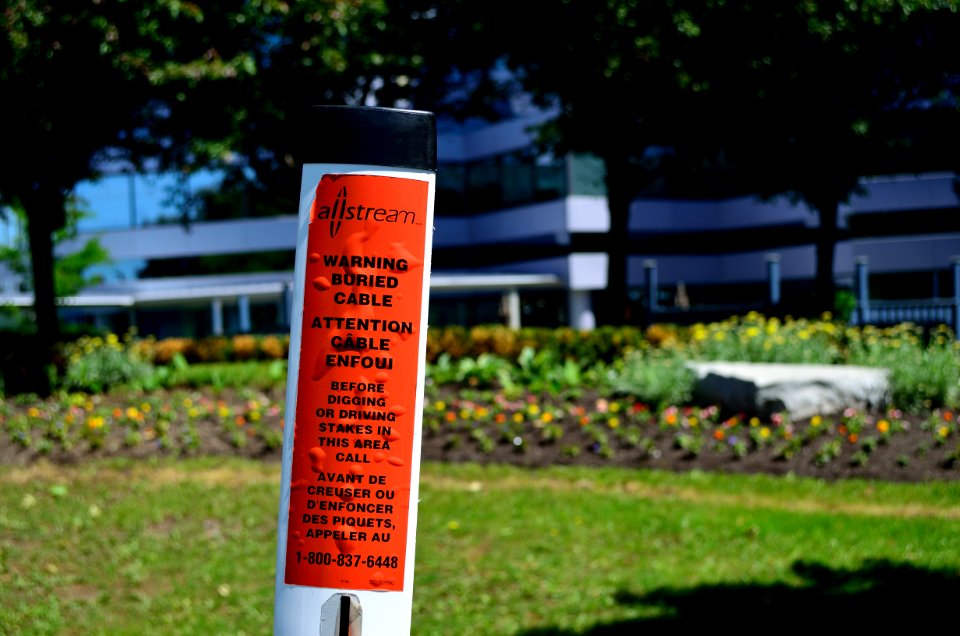 allstream™
WARNING
BURIED
CABLE
ATTENTION
CÂBLE
ENFOUI
BEFORE
DIGGING
OR DRIVING
STAKES IN
THIS AREA
CALL
AVANT DE
CREUSER OU
D'ENFONCER
DES PIQUETS,
APPELER AU
1-800-837-6448